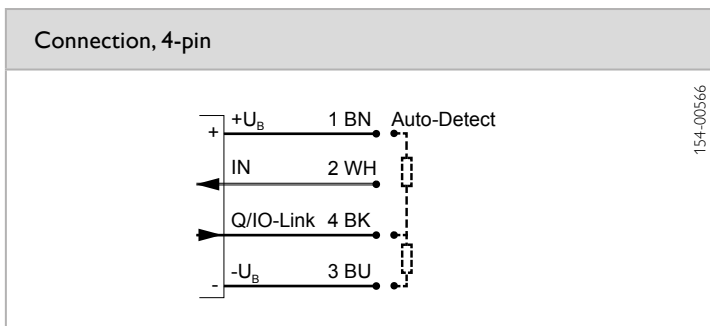 Connection, 4-pin
+ +U_B 1 BN Auto-Detect
IN 2 WH
Q/IO-Link 4 BK
- -U_B 3 BU
154-00566